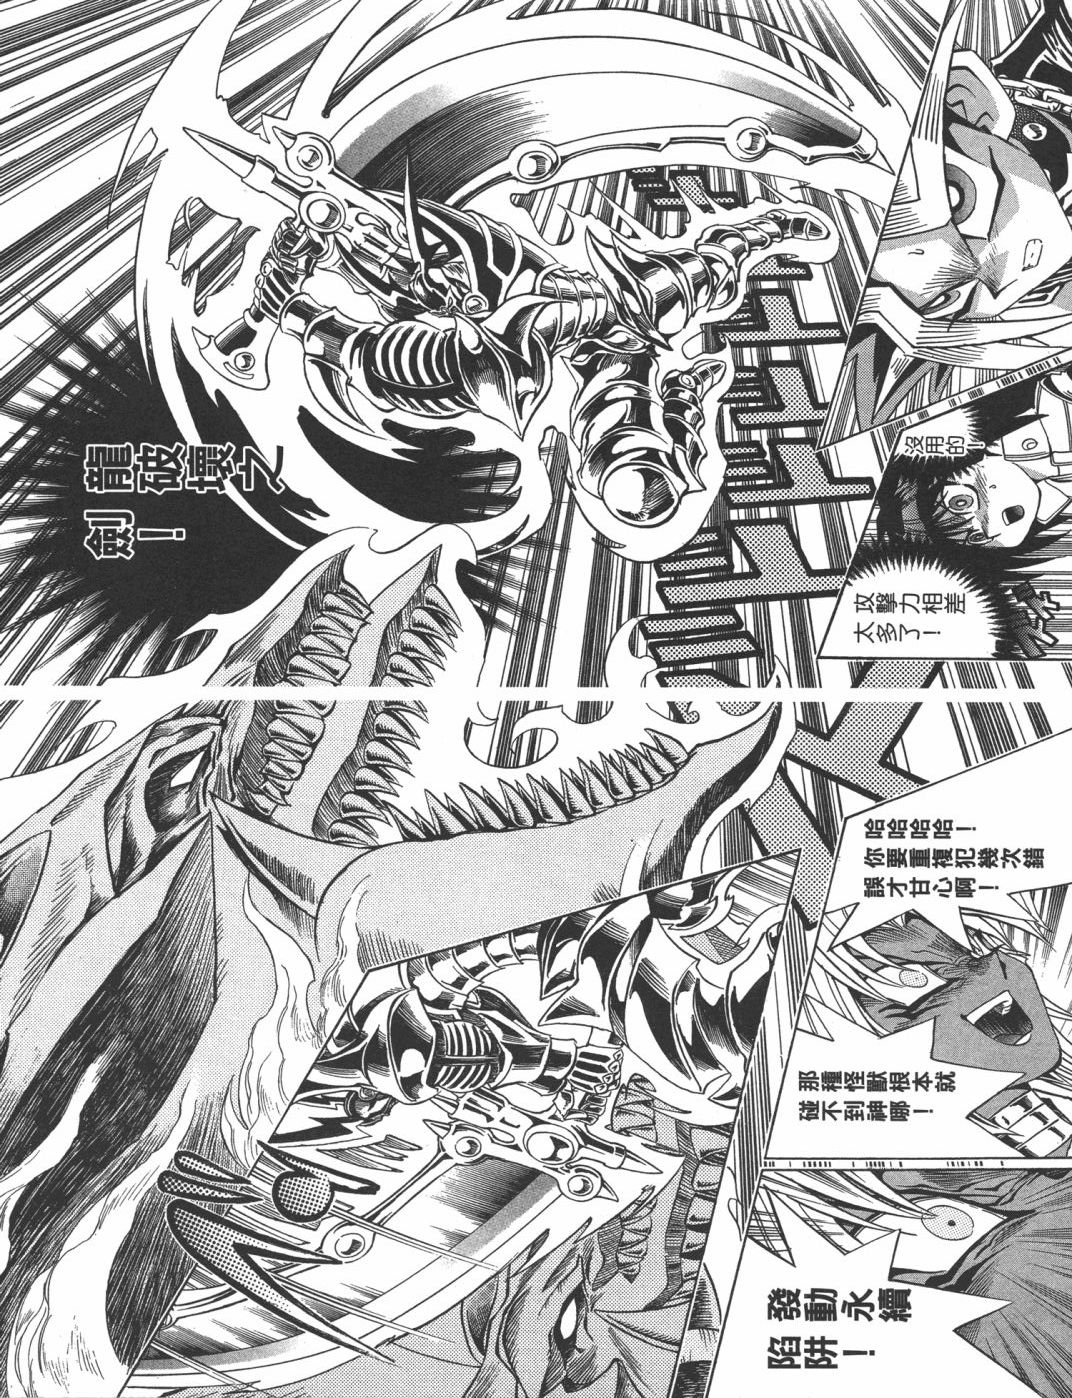 沒用的！
攻擊力相差
太多了！
龍破壞之
劍！
哈哈哈哈！
你要重複犯幾次錯
誤才甘心啊！
那種怪獸根本就
碰不到神哪！
發動永續
陷阱！